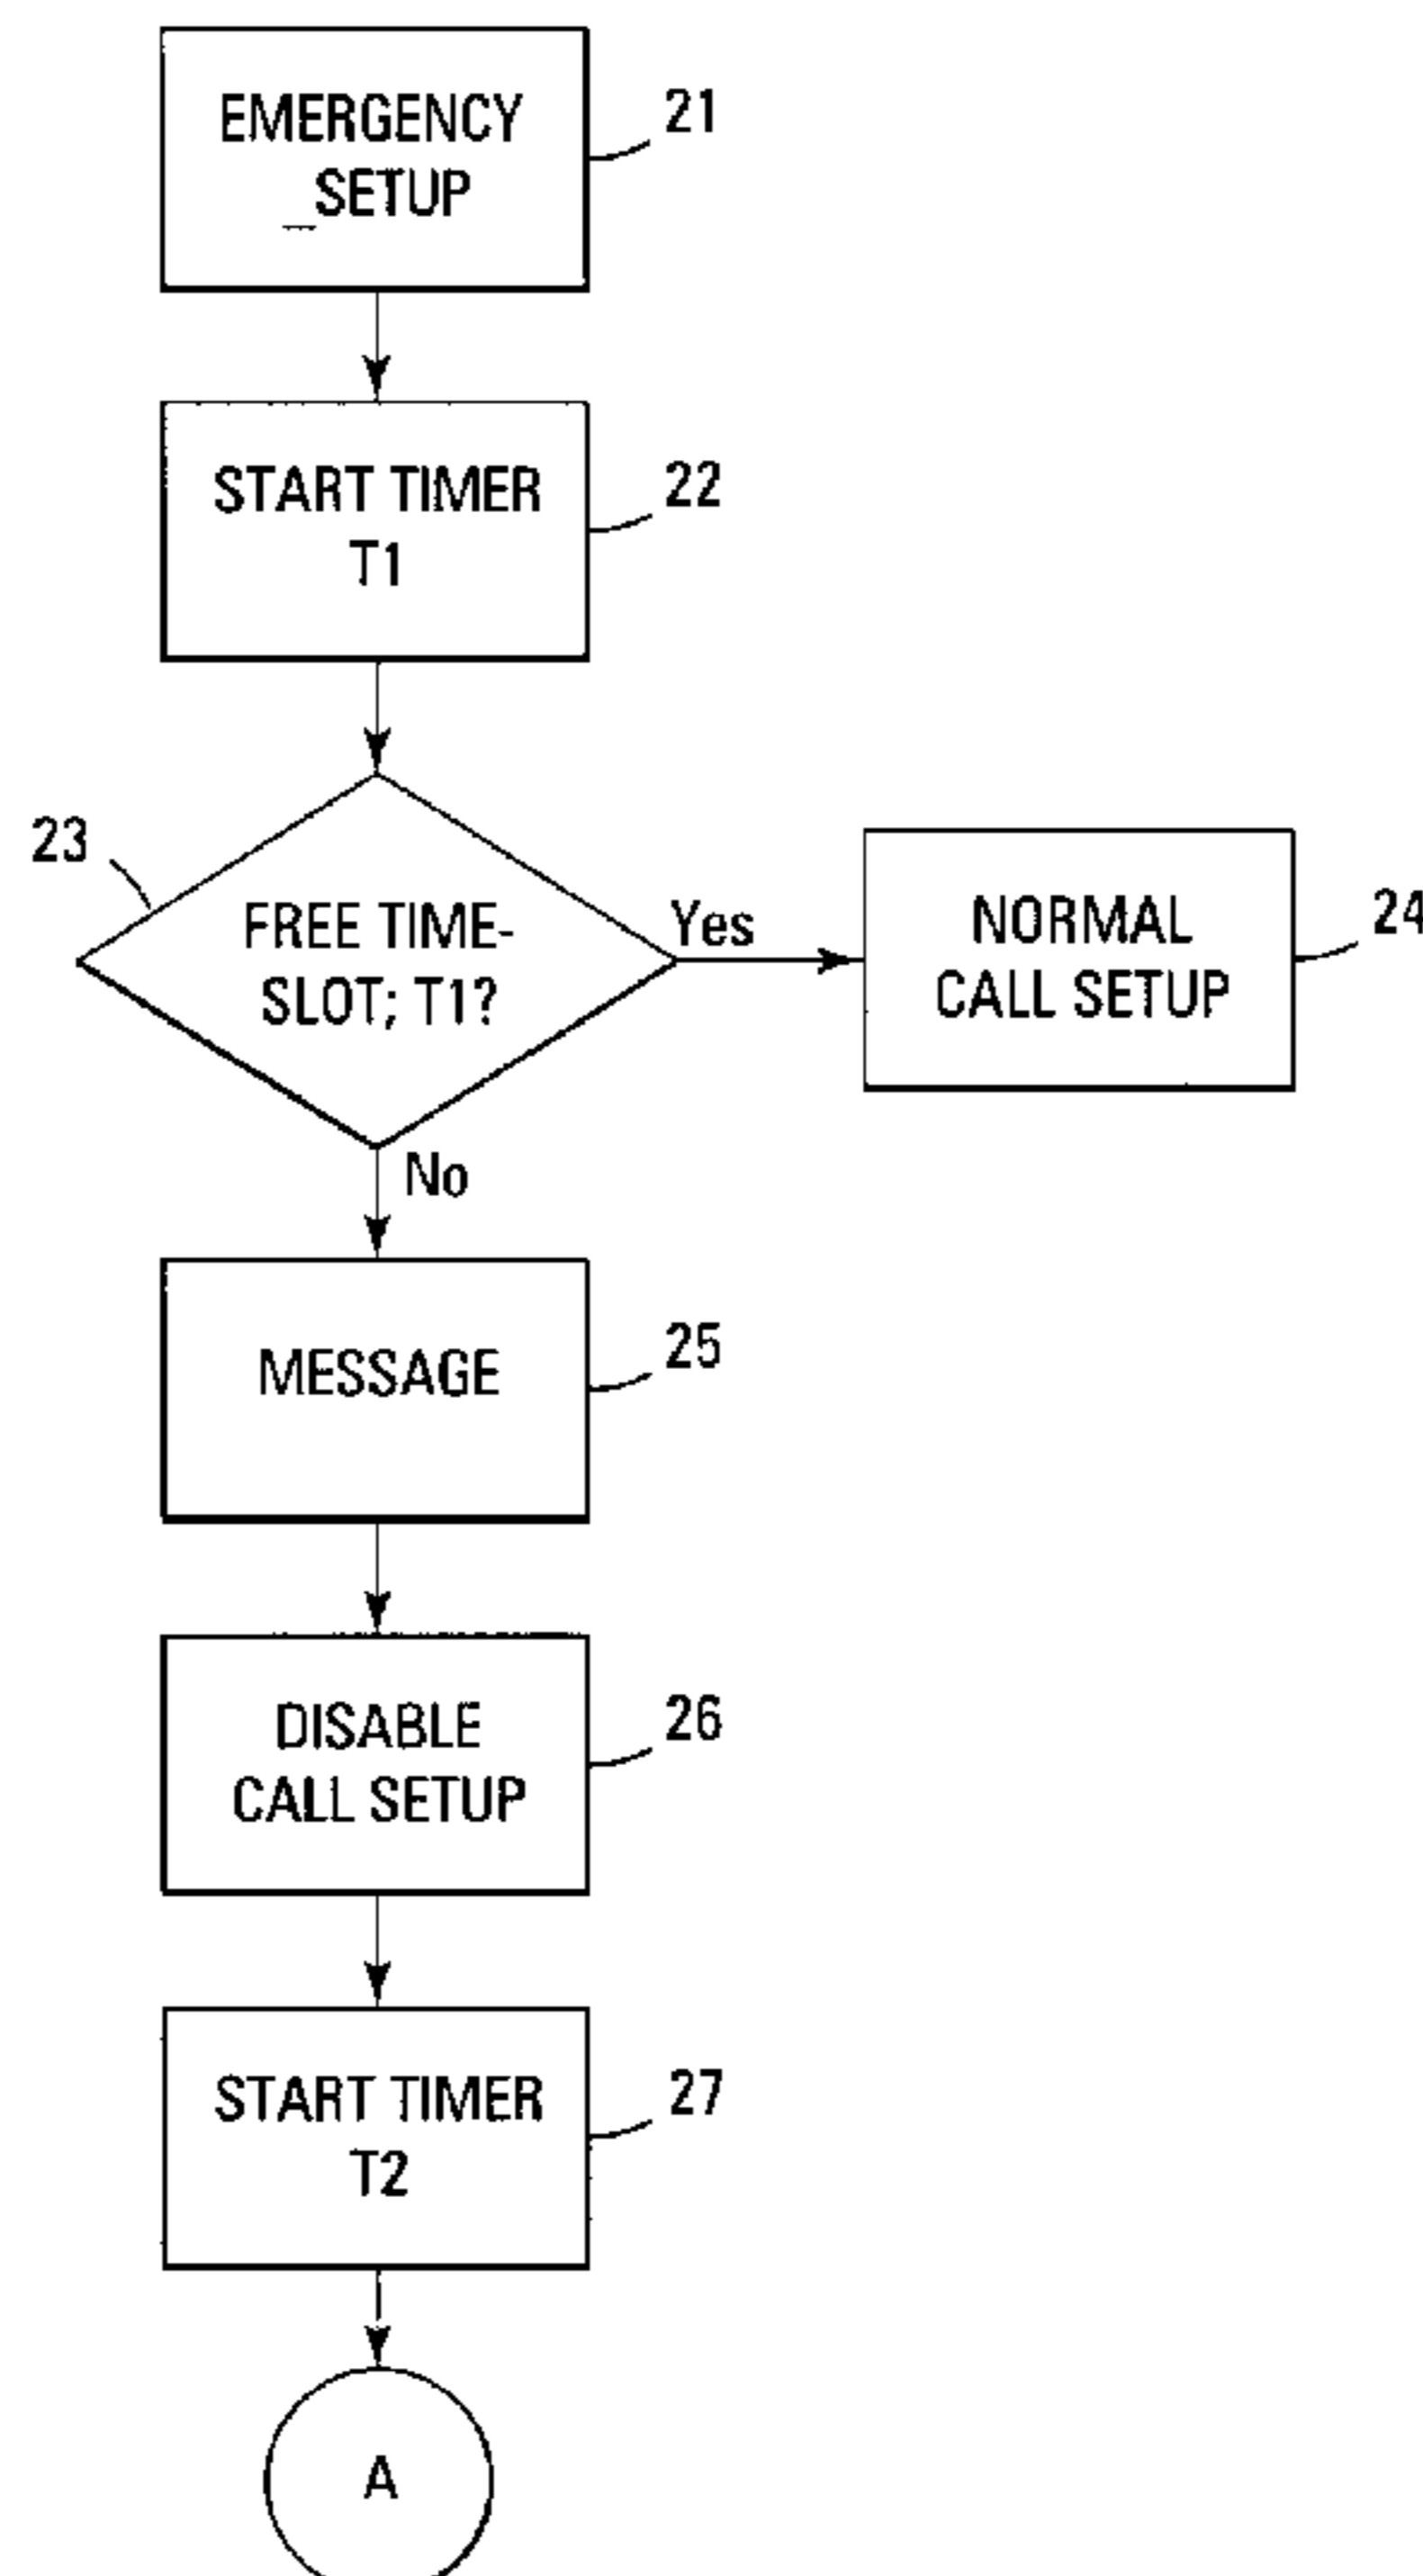 EMERGENCY
_SETUP
21
START TIMER
T1
22
23
FREE TIME-
SLOT; T1?
Yes
NORMAL
CALL SETUP
24
No
MESSAGE
25
DISABLE
CALL SETUP
26
START TIMER
T2
27
A